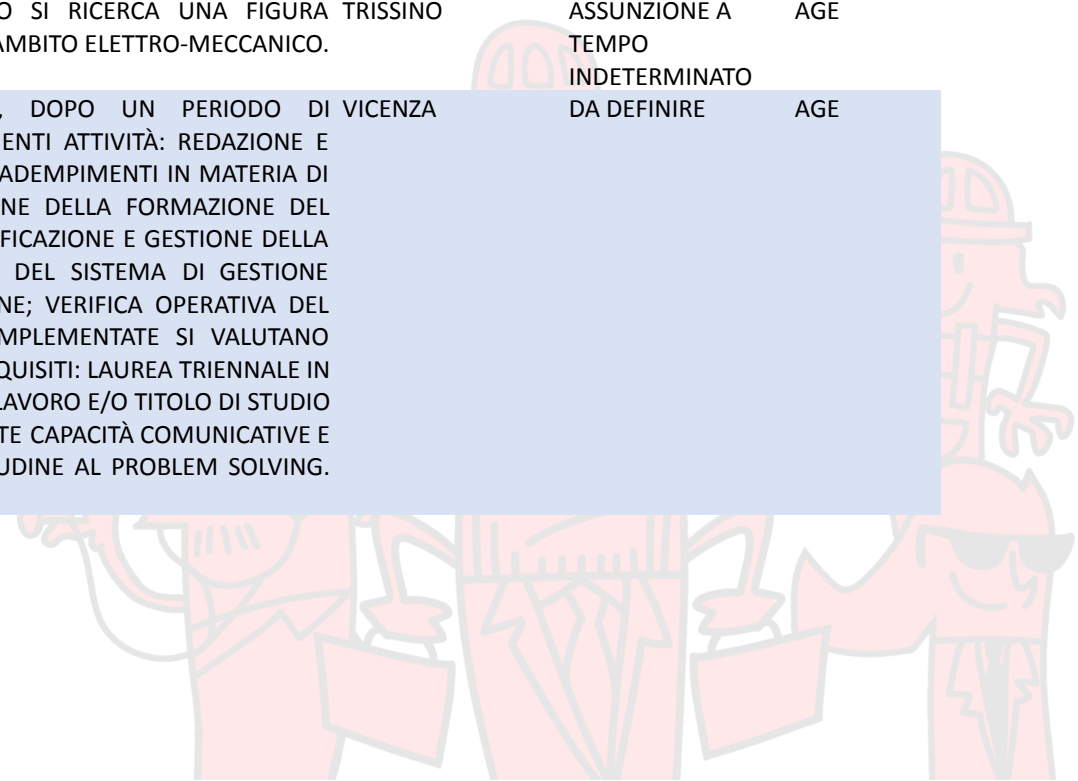 O SI RICERCA UNA FIGURA TRISSINO ASSUNZIONE A AGE
AMBITO ELETTRO-MECCANICO. TEMPO
INDETERMINATO
, DOPO UN PERIODO DI VICENZA DA DEFINIRE AGE
ENTI ATTIVITÀ: REDAZIONE E
ADEMPIMENTI IN MATERIA DI
NE DELLA FORMAZIONE DEL
FICAZIONE E GESTIONE DELLA
DEL SISTEMA DI GESTIONE
NE; VERIFICA OPERATIVA DEL
MPLEMENTATE SI VALUTANO
QUISITI: LAUREA TRIENNALE IN
LAVORO E/O TITOLO DI STUDIO
TE CAPACITÀ COMUNICATIVE E
UDINE AL PROBLEM SOLVING.